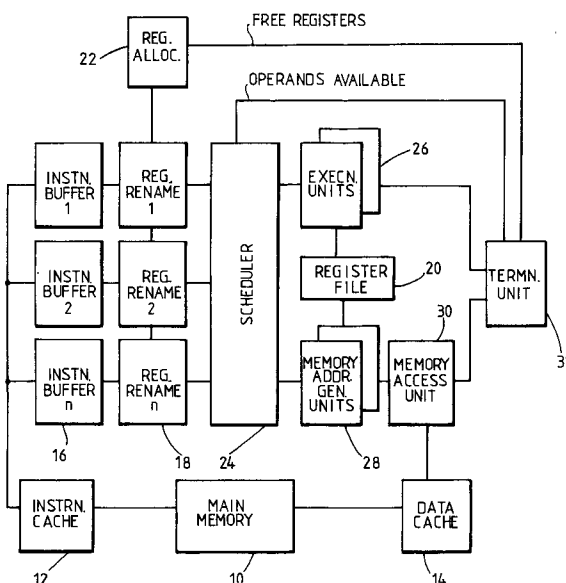 FREE REGISTERS
REG.
ALLOC.
22
OPERANDS AVAILABLE
26
INSTN.
BUFFER
1
REG.
RENAME
1
EXECN.
UNITS
SCHEDULER
INSTN.
BUFFER
2
REG.
RENAME
2
REGISTER
FILE
20
TERMN.
UNIT
30
3
INSTN.
BUFFER
n
REG.
RENAME
n
MEMORY
ADDR.
GEN.
UNITS
MEMORY
ACCESS
UNIT
16
18
24
28
INSTRN.
CACHE
MAIN
MEMORY
DATA
CACHE
12
10
14